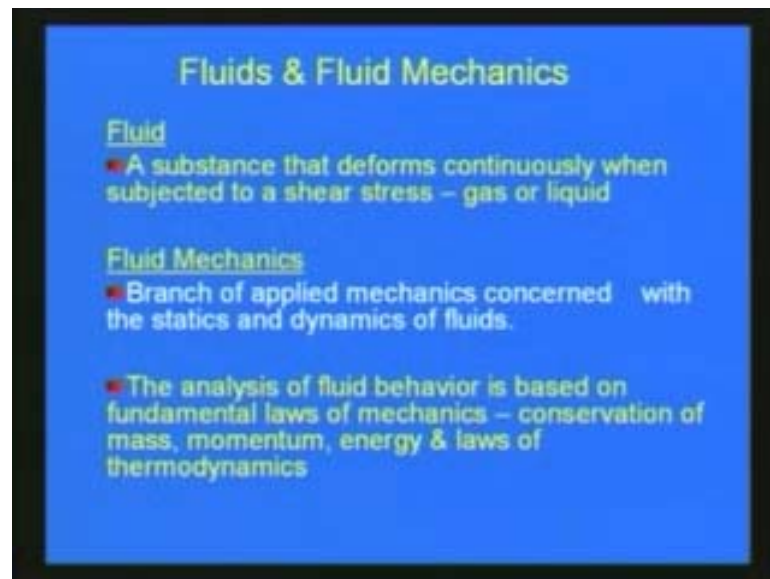 Fluids & Fluid Mechanics
Fluid
A substance that deforms continuously when
subjected to a shear stress – gas or liquid
Fluid Mechanics
Branch of applied mechanics concerned with
the statics and dynamics of fluids.
The analysis of fluid behavior is based on
fundamental laws of mechanics – conservation of
mass, momentum, energy & laws of
thermodynamics